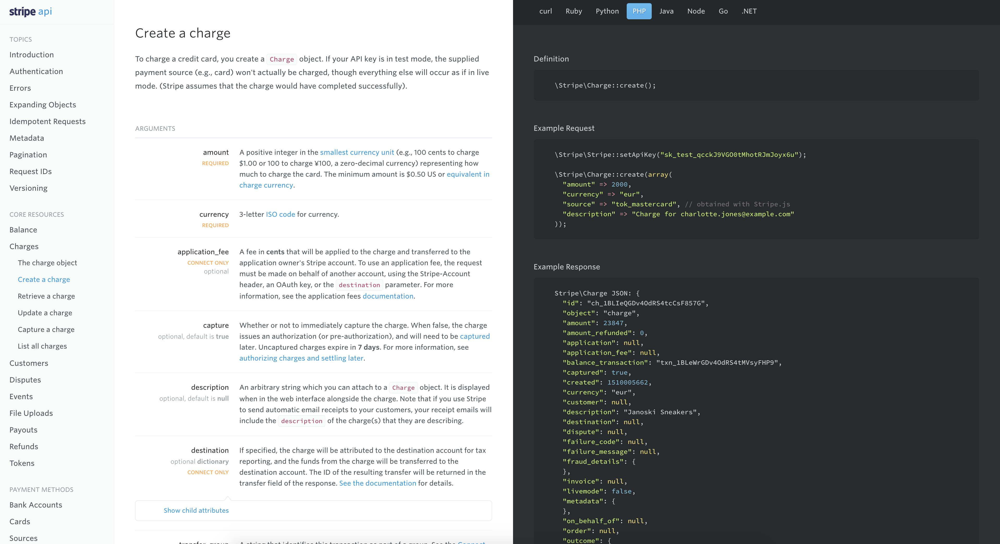 stripe api
TOPICS
Introduction
Authentication
Errors
Expanding Objects
Idempotent Requests
Metadata
Pagination
Request IDs
Versioning
CORE RESOURCES
Balance
Charges
The charge object
Create a charge
Retrieve a charge
Update a charge
Capture a charge
List all charges
Customers
Disputes
Events
File Uploads
Payouts
Refunds
Tokens
PAYMENT METHODS
Bank Accounts
Cards
Sources
Create a charge
To charge a credit card, you create a Charge object. If your API key is in test mode, the supplied
payment source (e.g., card) won't actually be charged, though everything else will occur as if in live
mode. (Stripe assumes that the charge would have completed successfully).
ARGUMENTS
amount
REQUIRED
A positive integer in the smallest currency unit (e.g., 100 cents to charge
$1.00 or 100 to charge ¥100, a zero-decimal currency) representing how
much to charge the card. The minimum amount is $0.50 US or equivalent in
charge currency.
currency
REQUIRED
3-letter ISO code for currency.
application_fee
CONNECT ONLY
optional
A fee in cents that will be applied to the charge and transferred to the
application owner's Stripe account. To use an application fee, the request
must be made on behalf of another account, using the Stripe-Account
header, an OAuth key, or the destination parameter. For more
information, see the application fees documentation.
capture
optional, default is true
Whether or not to immediately capture the charge. When false, the charge
issues an authorization (or pre-authorization), and will need to be captured
later. Uncaptured charges expire in 7 days. For more information, see
authorizing charges and settling later.
description
optional, default is null
An arbitrary string which you can attach to a Charge object. It is displayed
when in the web interface alongside the charge. Note that if you use Stripe
to send automatic email receipts to your customers, your receipt emails will
include the description of the charge(s) that they are describing.
destination
optional dictionary
CONNECT ONLY
If specified, the charge will be attributed to the destination account for tax
reporting, and the funds from the charge will be transferred to the
destination account. The ID of the resulting transfer will be returned in the
transfer field of the response. See the documentation for details.
Show child attributes
transfer_group
A string that identifies this transaction as part of a group. See the Connect
curl Ruby Python PHP Java Node Go .NET
Definition
\Stripe\Charge::create();
Example Request
\Stripe\Stripe::setApiKey("sk_test_qcckJ9VGO0tMhotRJmJoyx6u");
\Stripe\Charge::create(array(
"amount" => 2000,
"currency" => "eur",
"source" => "tok_mastercard", // obtained with Stripe.js
"description" => "Charge for charlotte.jones@example.com"
));
Example Response
Stripe\Charge JSON: {
"id": "ch_1BLIeQGDv4OdRS4tcCsF857G",
"object": "charge",
"amount": 23847,
"amount_refunded": 0,
"application": null,
"application_fee": null,
"balance_transaction": "txn_1BLeWrGDv4OdRS4tMVsyFHP9",
"captured": true,
"created": 1510005662,
"currency": "eur",
"customer": null,
"description": "Janoski Sneakers",
"destination": null,
"dispute": null,
"failure_code": null,
"failure_message": null,
"fraud_details": {
},
"invoice": null,
"livemode": false,
"metadata": {
},
"on_behalf_of": null,
"order": null,
"outcome": {